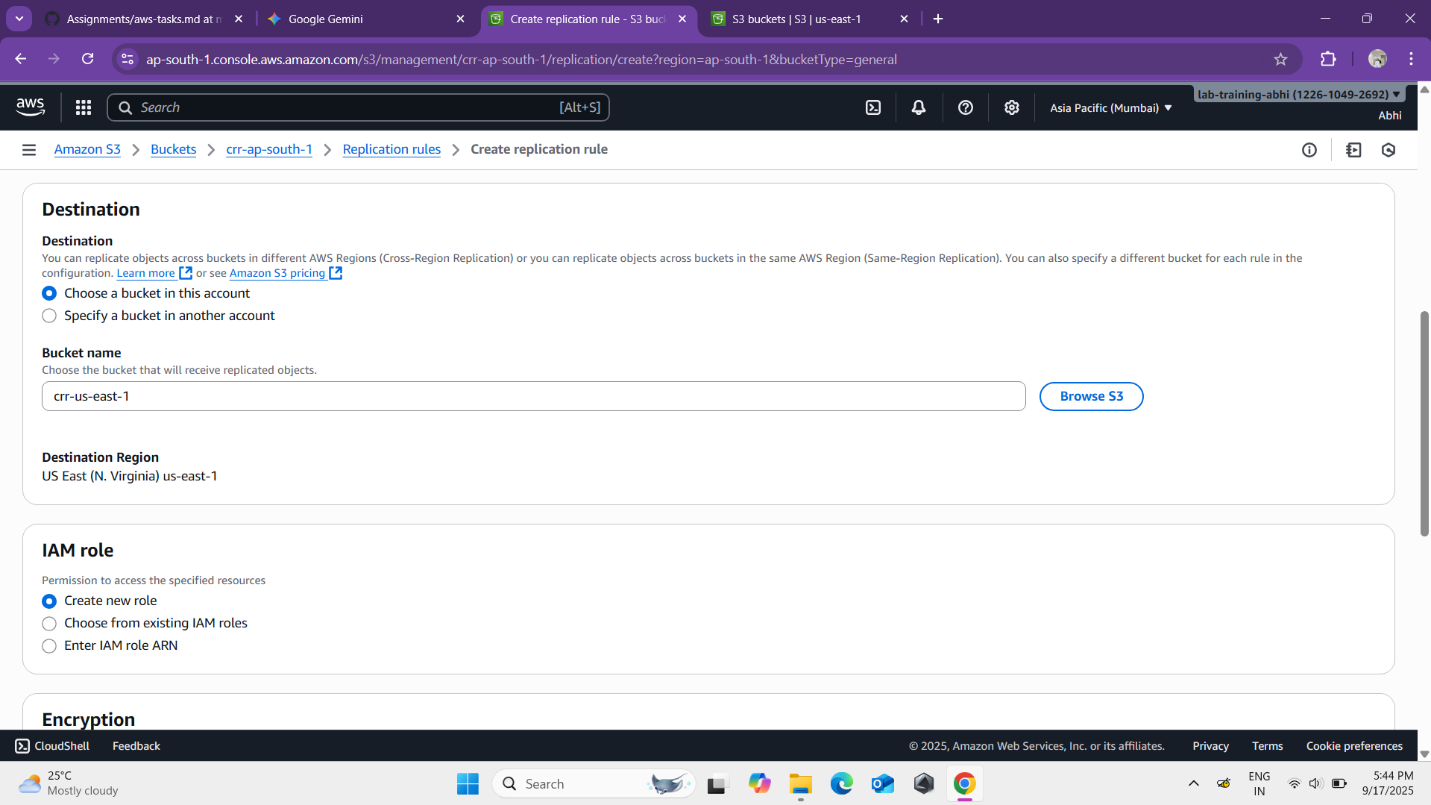 Assignments/aws-tasks.md at n
Google Gemini
Create replication rule - S3 buc
S3 buckets | S3 | us-east-1
ap-south-1.console.aws.amazon.com/s3/management/crr-ap-south-1/replication/create?region=ap-south-1&bucketType=general
aws
Search
[Alt+S]
Asia Pacific (Mumbai)
lab-training-abhi (1226-1049-2692)
Abhi
Amazon S3
Buckets
crr-ap-south-1
Replication rules
Create replication rule
Destination
Destination
You can replicate objects across buckets in different AWS Regions (Cross-Region Replication) or you can replicate objects across buckets in the same AWS Region (Same-Region Replication). You can also specify a different bucket for each rule in the
configuration. Learn more or see Amazon S3 pricing
Choose a bucket in this account
Specify a bucket in another account
Bucket name
Choose the bucket that will receive replicated objects.
crr-us-east-1
Browse S3
Destination Region
US East (N. Virginia) us-east-1
IAM role
Permission to access the specified resources
Create new role
Choose from existing IAM roles
Enter IAM role ARN
Encryption
CloudShell
Feedback
© 2025, Amazon Web Services, Inc. or its affiliates.
Privacy
Terms
Cookie preferences
25°C
Mostly cloudy
Search
ENG
IN
5:44 PM
9/17/2025